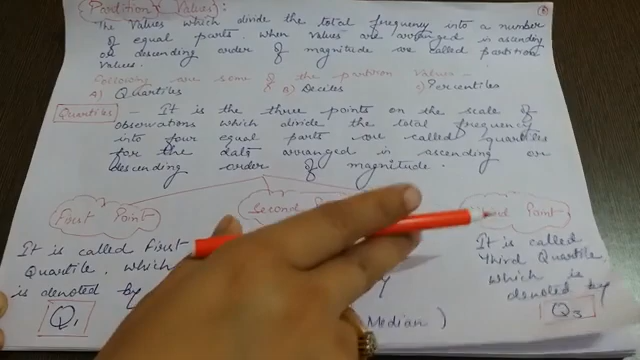 Partition Values :
The values which divide the total frequency into a number
of equal parts, when values are arranged in ascending
or descending order of magnitude are called partition
values.
Following are some of the partition values -
A) Quartiles B) Deciles c) Percentiles
Quartiles - It is the three points on the scale of
observations which divide the total frequency
into four equal parts are called quartiles
for the data arranged in ascending or
descending order of magnitude.
First Point
Second
Third Point
It is called First
Quartile, which
is denoted by
Q1
by
Median )
It is called
Third Quartile,
which is
denoted by
Q3